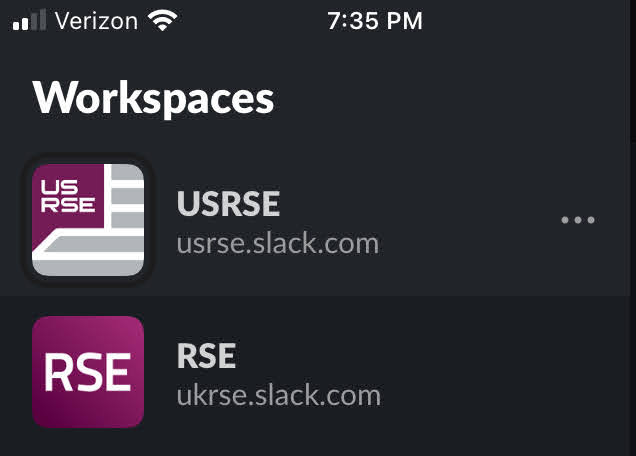 Verizon 7:35 PM
Workspaces
US
RSE
USRSE
usrse.slack.com
RSE
RSE
ukrse.slack.com